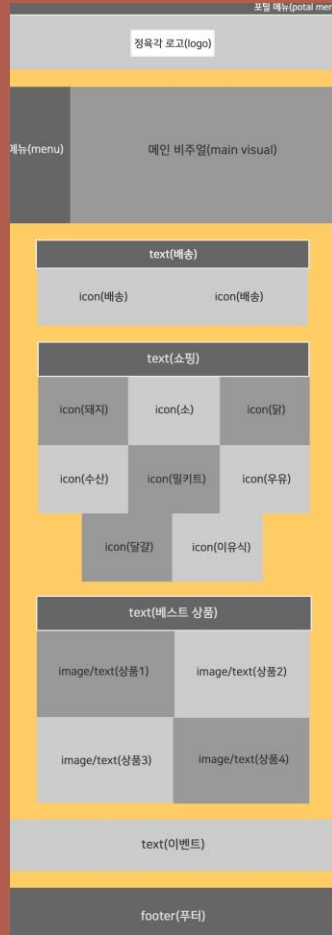 포털 메뉴(potal mer
정육각 로고(logo)
메뉴(menu)
메인 비주얼(main visual)
text(배송)
icon(배송) icon(배송)
text(쇼핑)
icon(돼지) icon(소) icon(닭)
icon(수산) icon(밀키트) icon(우유)
icon(달걀) icon(이유식)
text(베스트 상품)
image/text(상품1) image/text(상품2)
image/text(상품3) image/text(상품4)
text(이벤트)
footer(푸터)